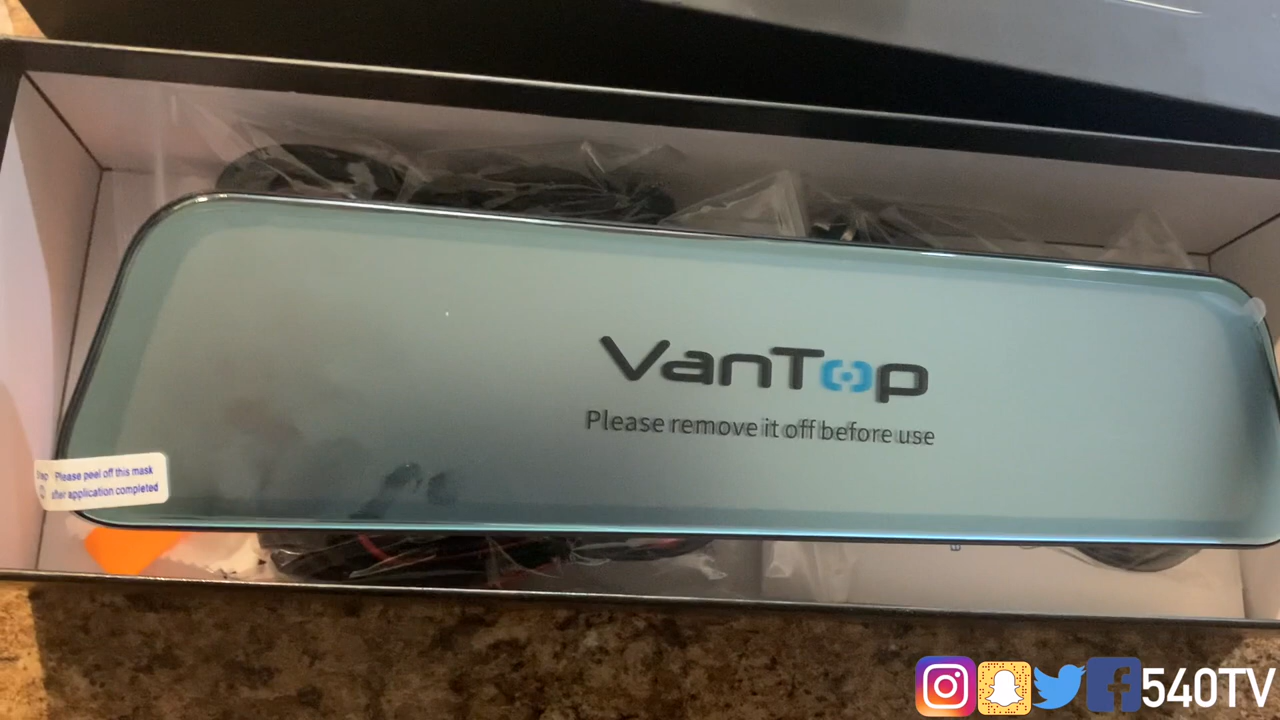 VanTop
Please remove it off before use
Please peel off this mask
after application completed
540TV